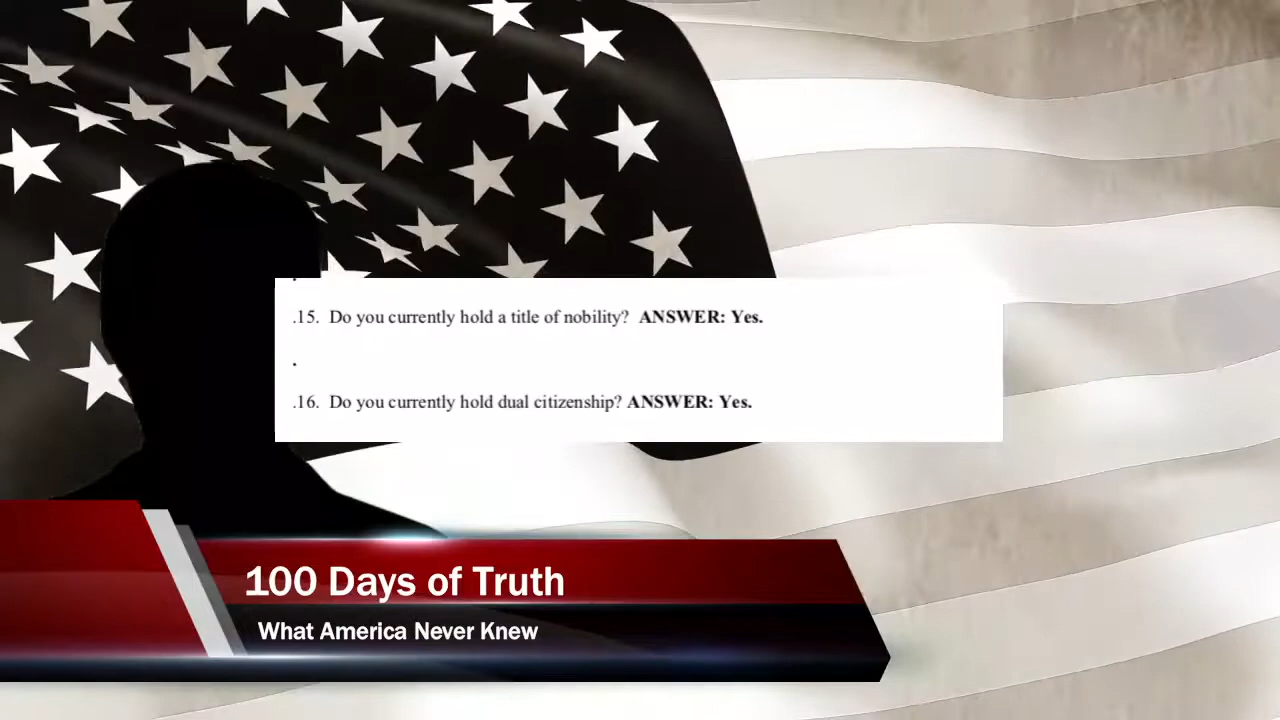 .
.15. Do you currently hold a title of nobility? ANSWER: Yes.
.
.16. Do you currently hold dual citizenship? ANSWER: Yes.
100 Days of Truth
What America Never Knew